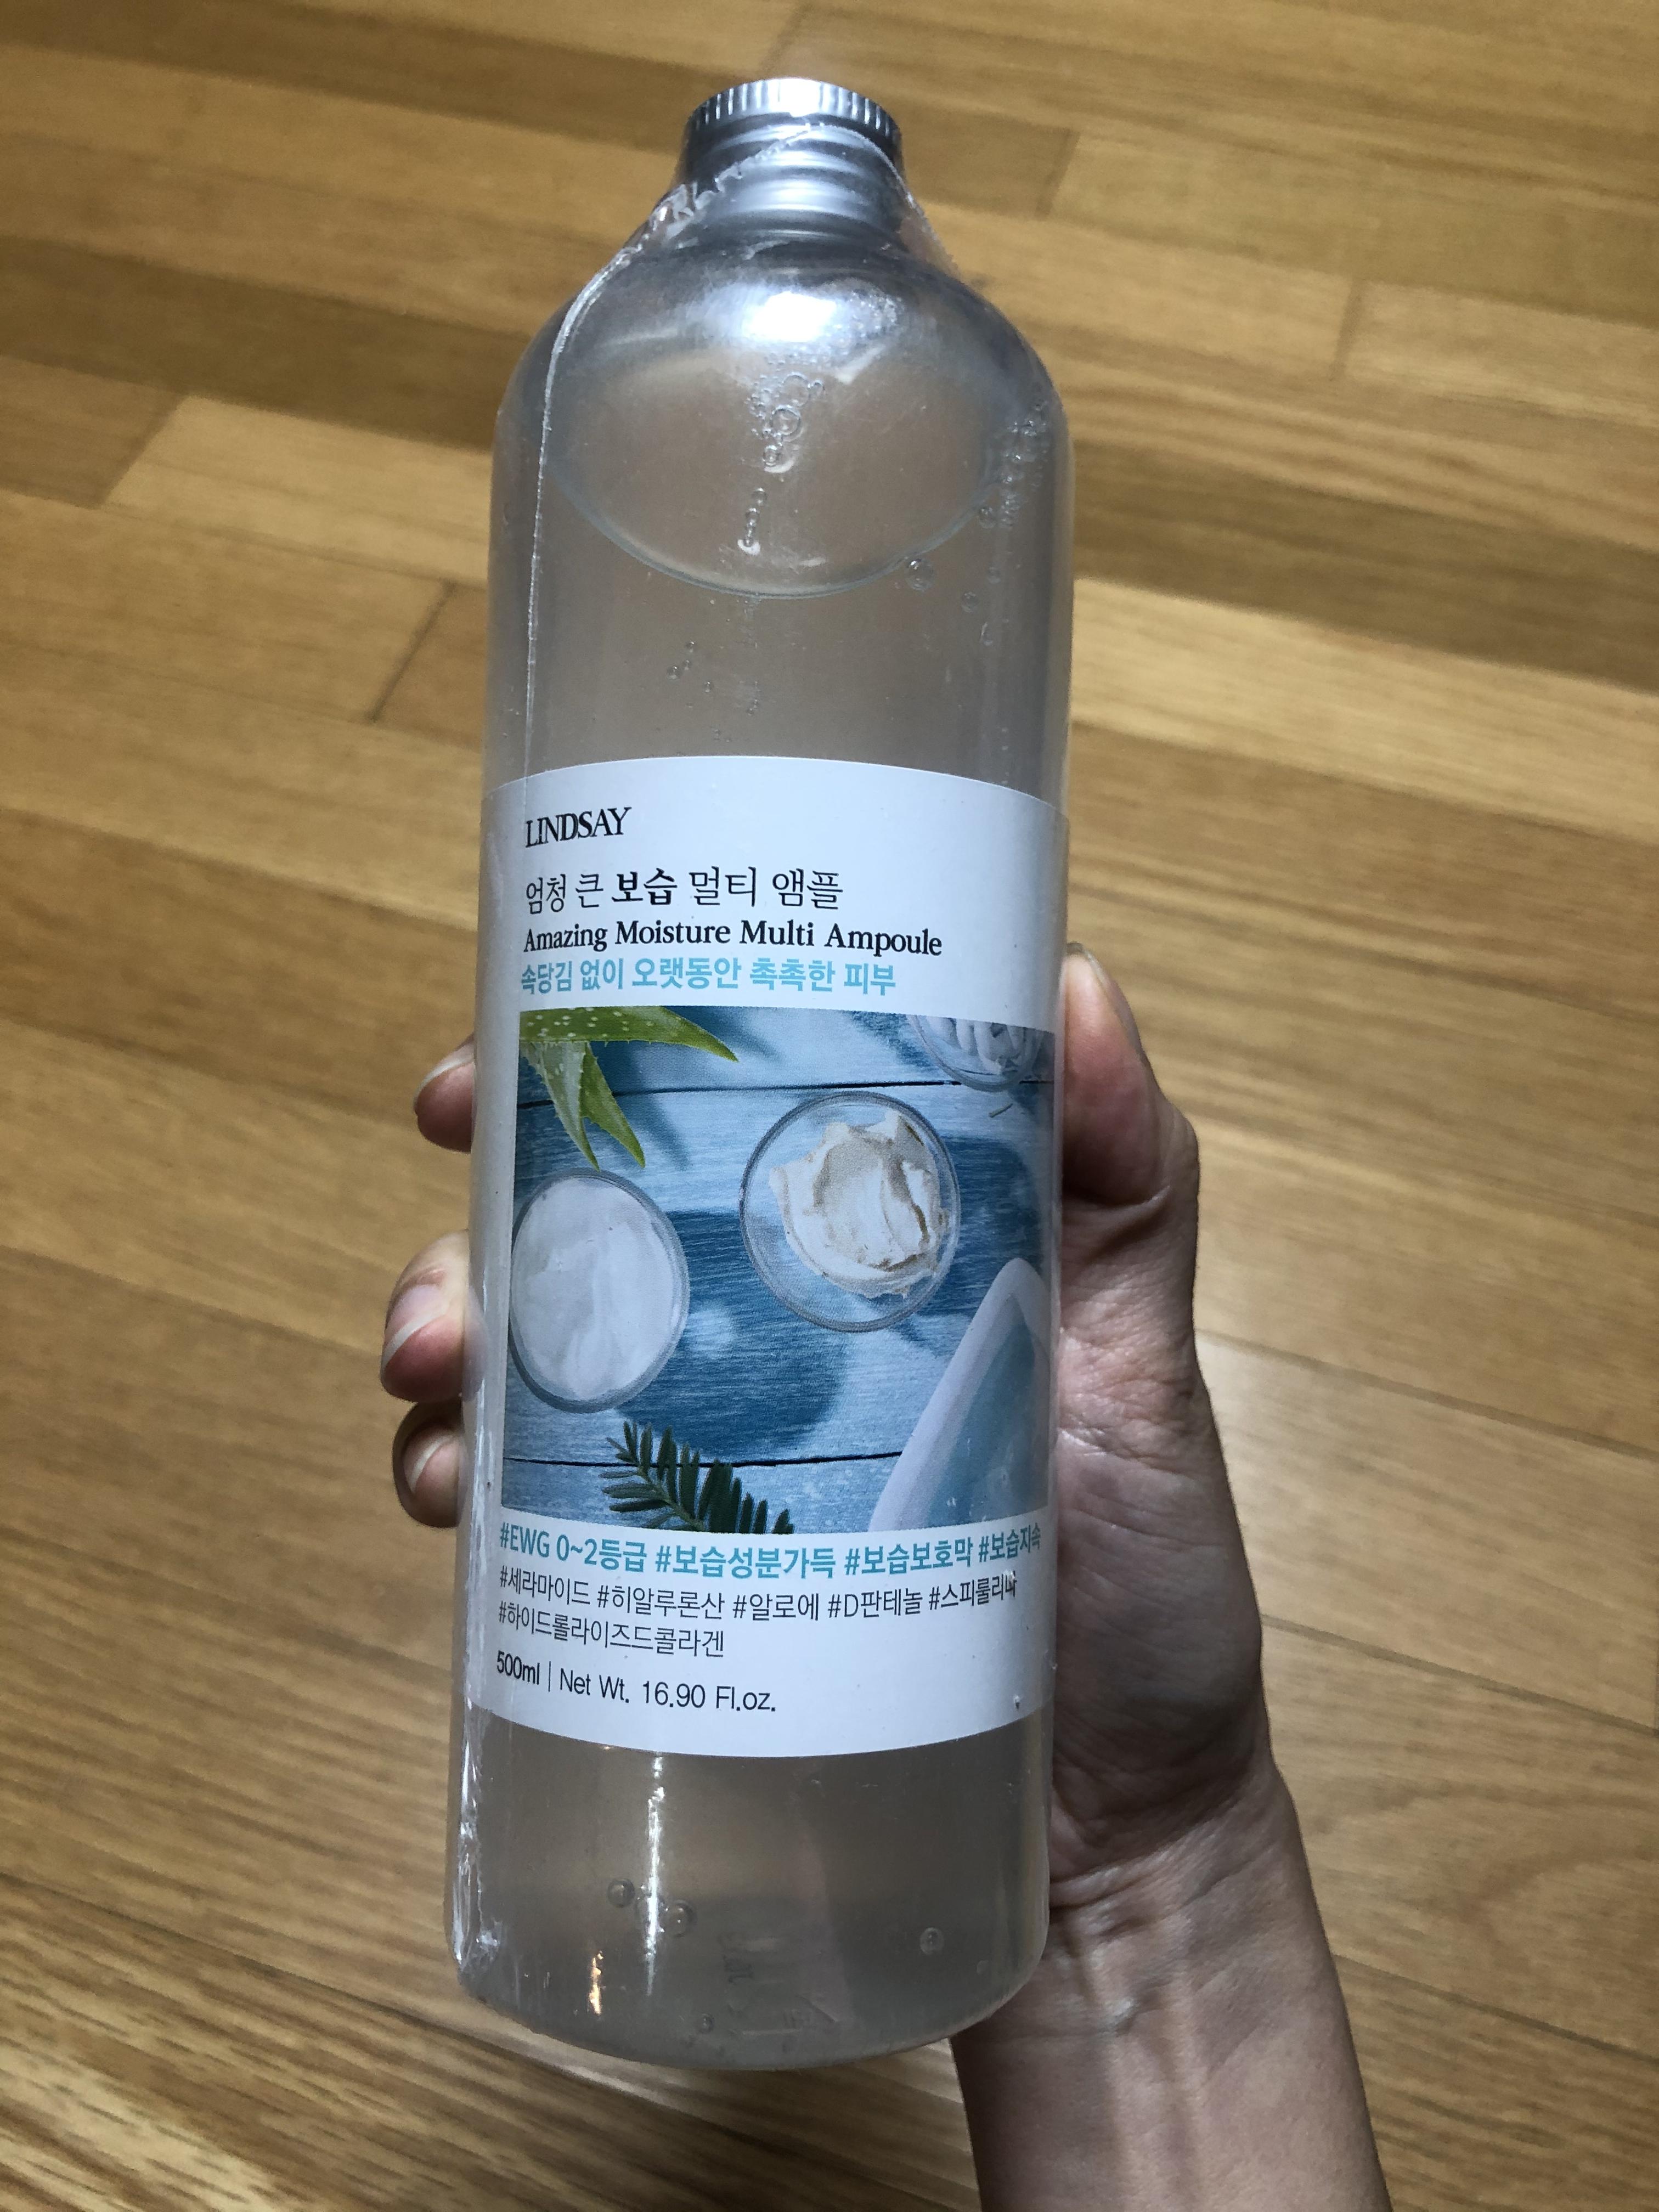 LINDSAY
엄청 큰 보습 멀티 앰플
Amazing Moisture Multi Ampoule
속당김 없이 오랫동안 촉촉한 피부
#EWG 0~2등급 #보습성분가득 #보습보호막 #보습지속
#세라마이드 #히알루론산 #알로에 #D판테놀 #스피룰리나
#하이드롤라이즈드콜라겐
500ml | Net Wt. 16.90 Fl.oz.